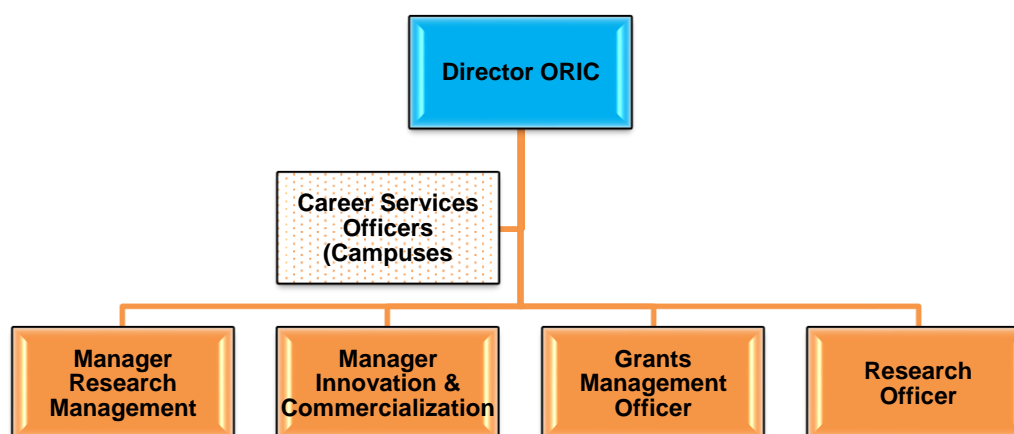 Director ORIC
Career Services
Officers
(Campuses
Manager
Research
Management
Manager
Innovation &
Commercialization
Grants
Management
Officer
Research
Officer